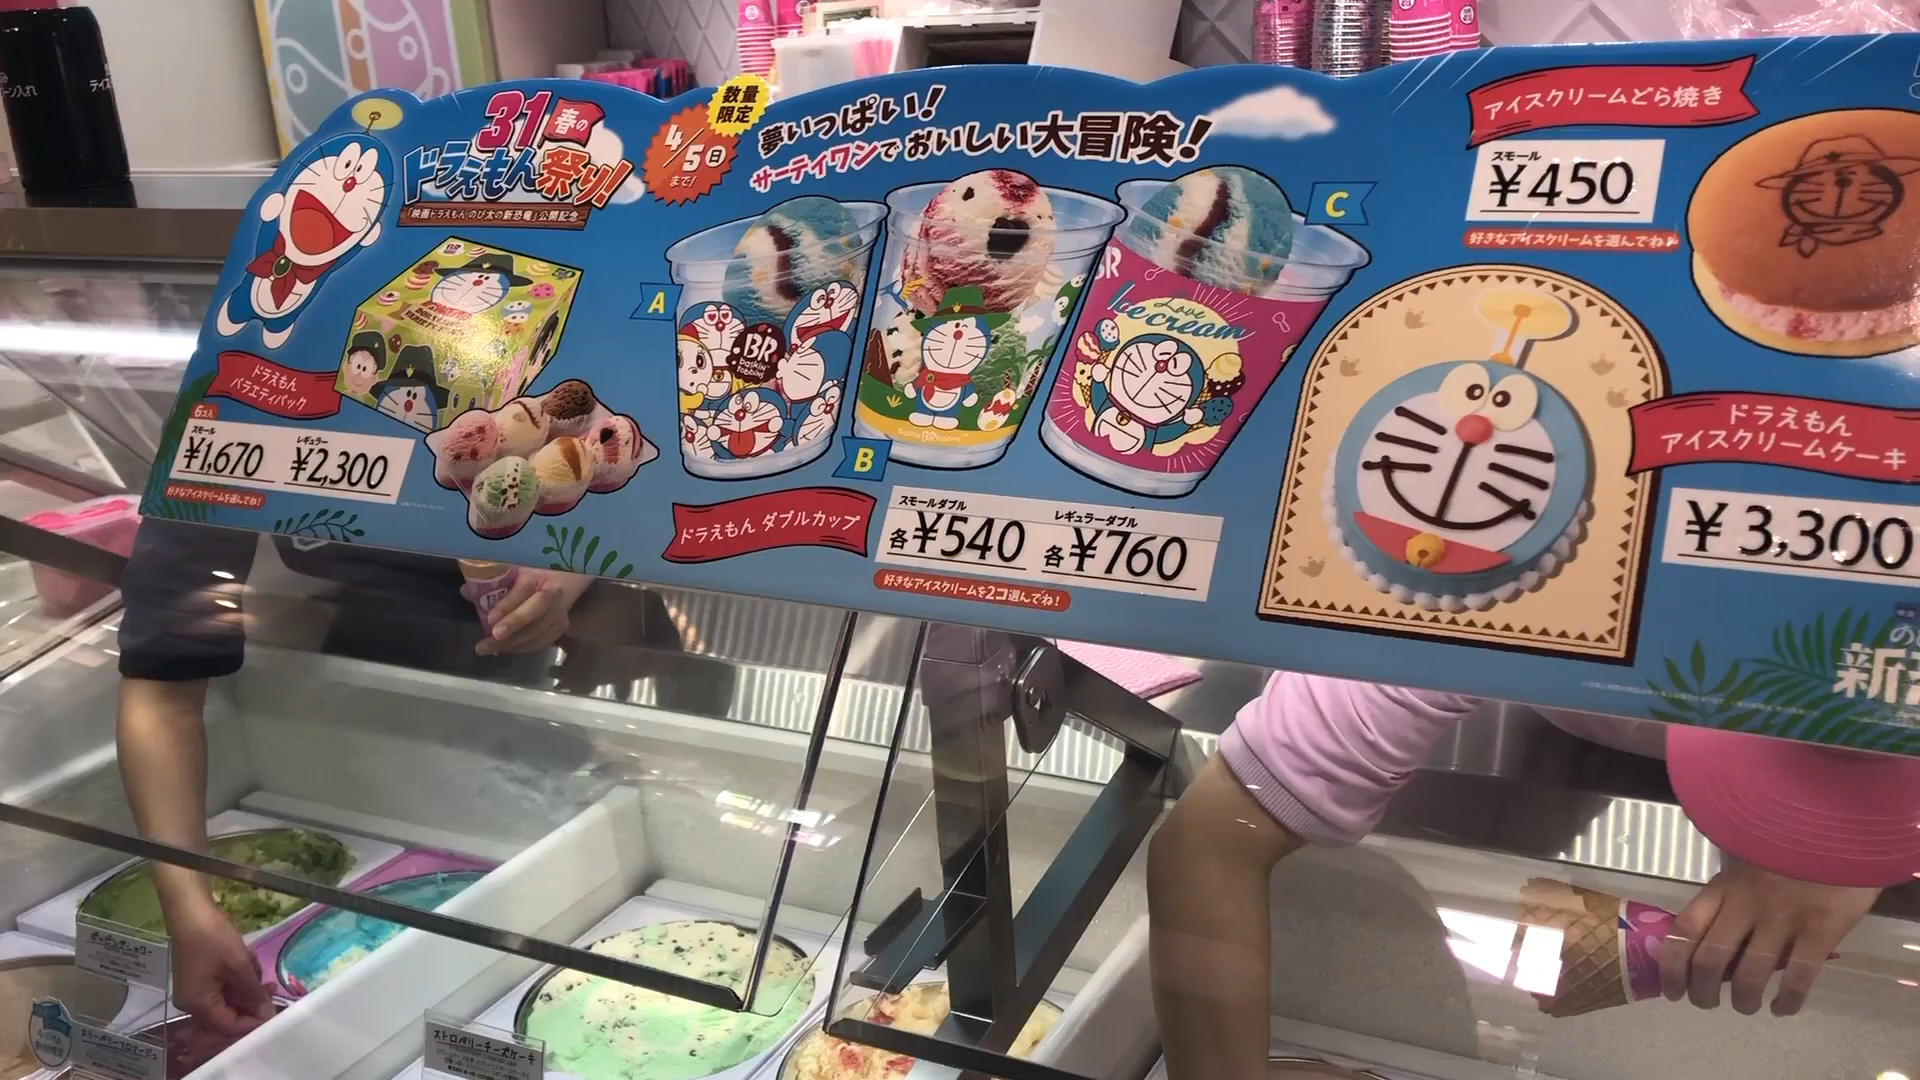 31
春の
ドラえもん祭り!
「映画ドラえもん のび太の新恐竜」公開記念
数量
限定
4/5日
まで!
夢いっぱい!
サーティワンでおいしい大冒険!
ドラえもん
バラエティパック
6コ入
スモール レギュラー
¥1,670 ¥2,300
好きなアイスクリームを選んでね!
A
BR
baskin
robbins
B
C
BR
Love
Ice cream
ドラえもん ダブルカップ
スモールダブル レギュラーダブル
各¥540 各¥760
好きなアイスクリームを2コ選んでね!
アイスクリームどら焼き
スモール
¥450
好きなアイスクリームを選んでね!
ドラえもん
アイスクリームケーキ
¥3,300
新
ストロベリーチーズケーキ